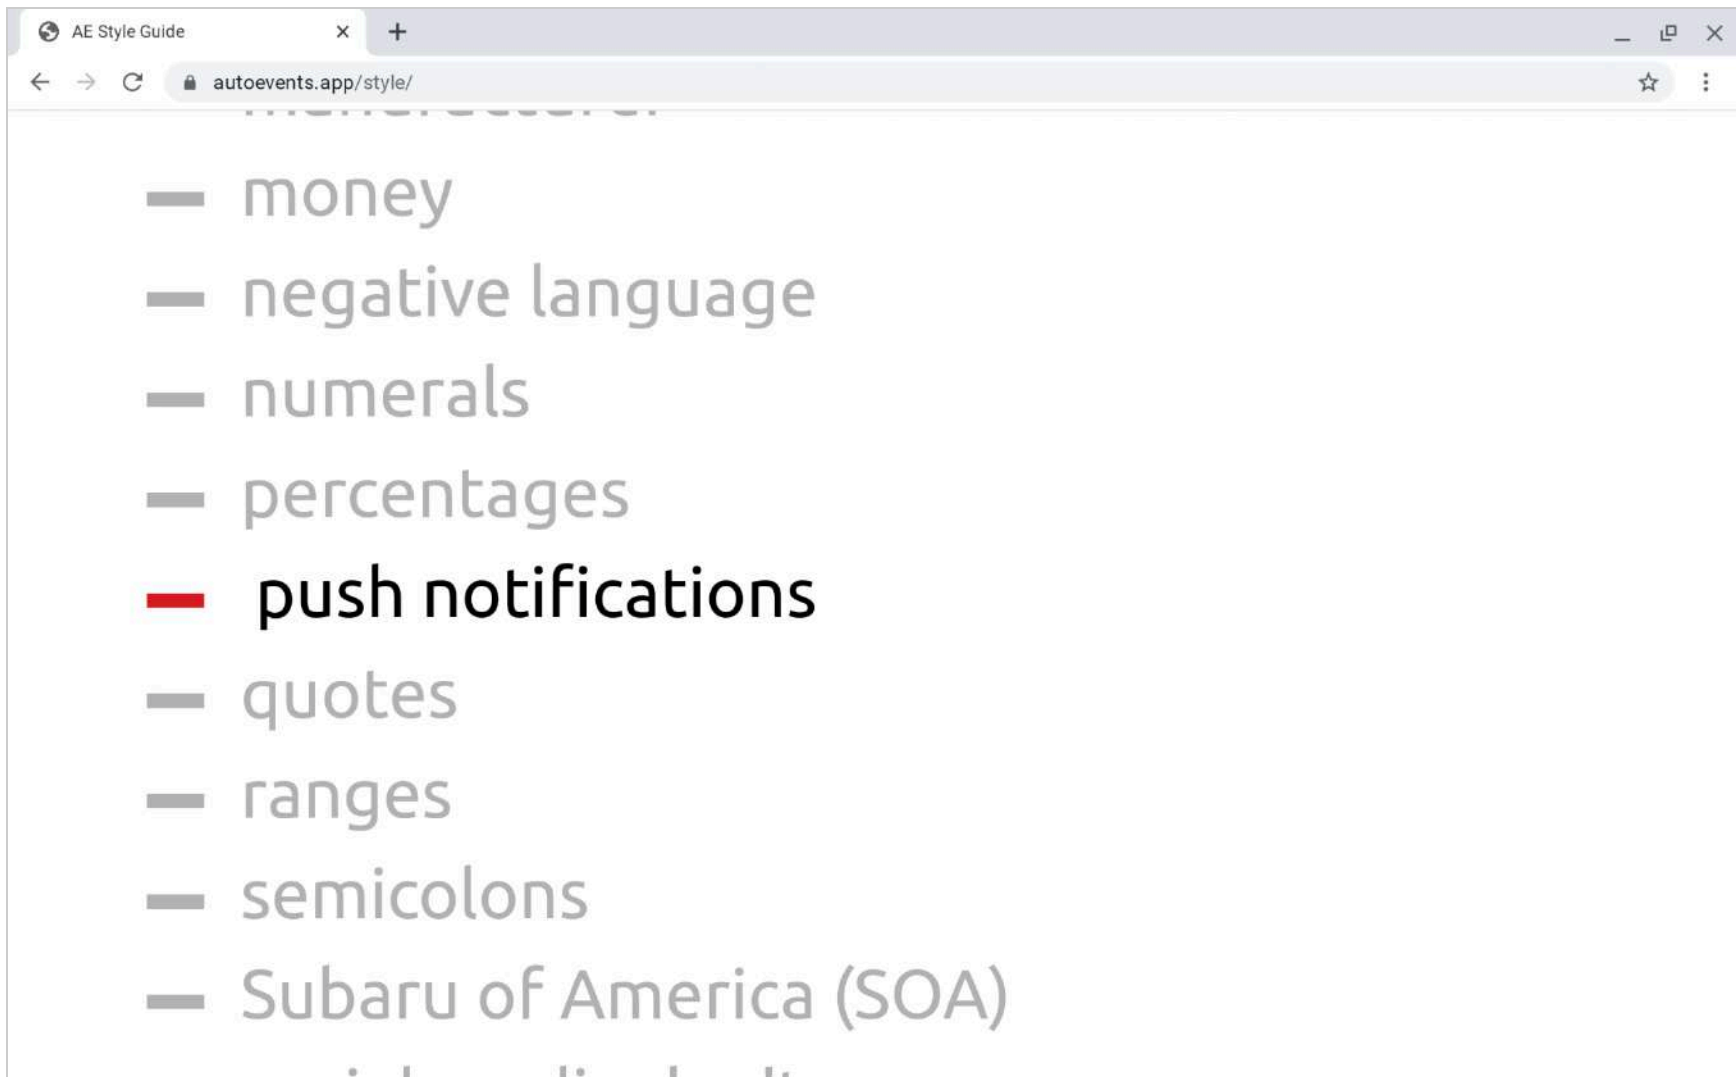 AE Style Guide
autoevents.app/style/
manufacturer
money
negative language
numerals
percentages
push notifications
quotes
ranges
semicolons
Subaru of America (SOA)